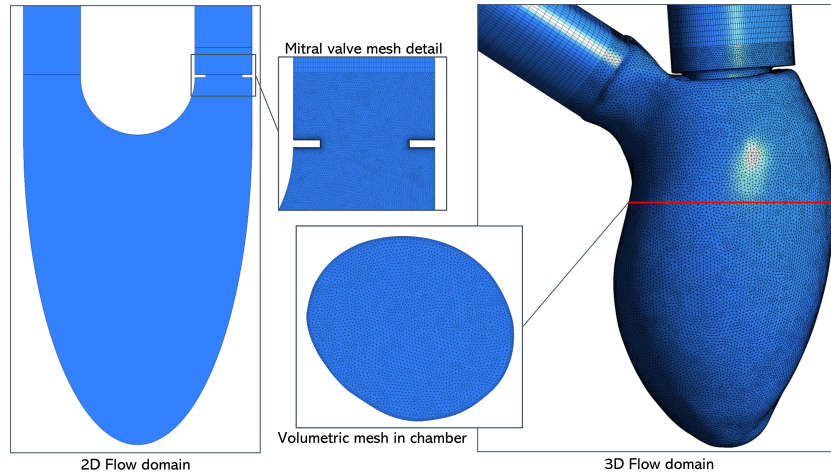 Mitral valve mesh detail
Volumetric mesh in chamber
2D Flow domain
3D Flow domain